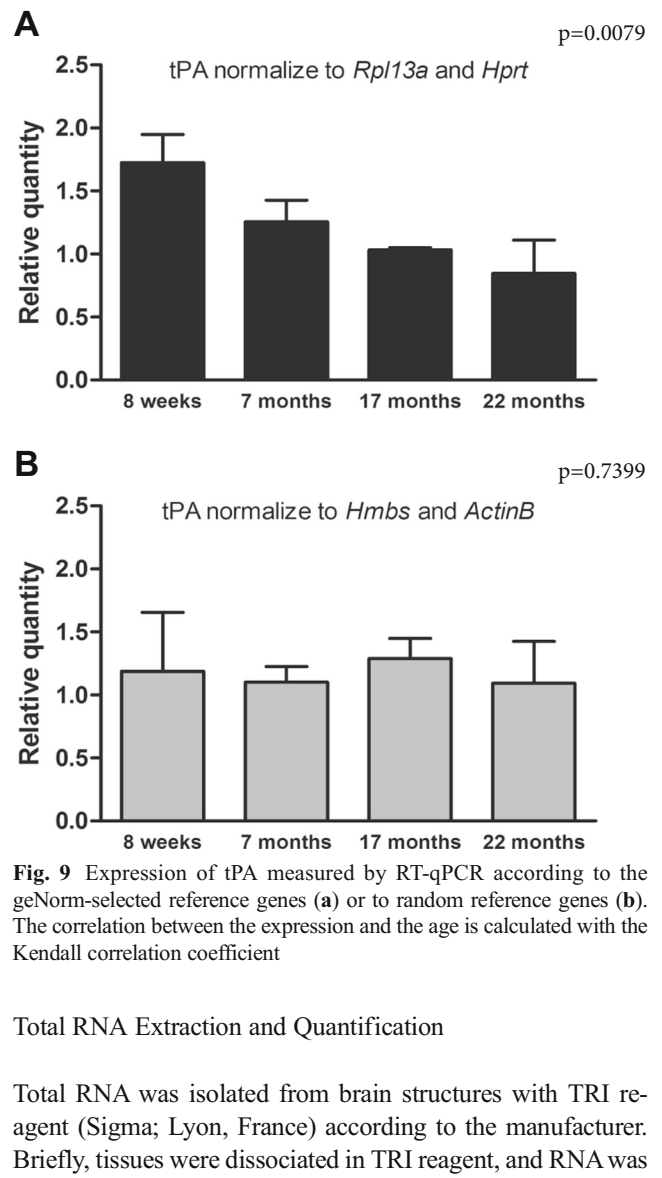 A
p=0.0079
tPA normalize to Rpl13a and Hprt
Relative quantity
2.5
2.0
1.5
1.0
0.5
0.0
8 weeks 7 months 17 months 22 months
B
p=0.7399
tPA normalize to Hmbs and ActinB
Relative quantity
2.5
2.0
1.5
1.0
0.5
0.0
8 weeks 7 months 17 months 22 months
Fig. 9 Expression of tPA measured by RT-qPCR according to the
geNorm-selected reference genes (a) or to random reference genes (b).
The correlation between the expression and the age is calculated with the
Kendall correlation coefficient
Total RNA Extraction and Quantification
Total RNA was isolated from brain structures with TRI re-
agent (Sigma; Lyon, France) according to the manufacturer.
Briefly, tissues were dissociated in TRI reagent, and RNA was